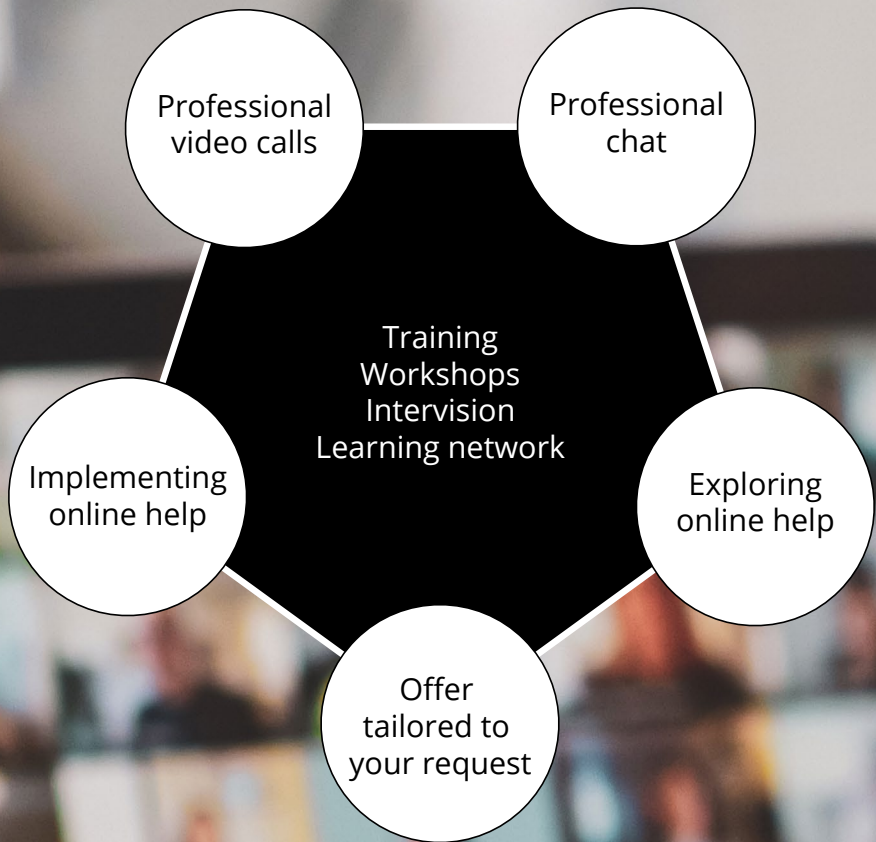 Professional
video calls
Professional
chat
Training
Workshops
Intervision
Learning network
Implementing
online help
Exploring
online help
Offer
tailored to
your request